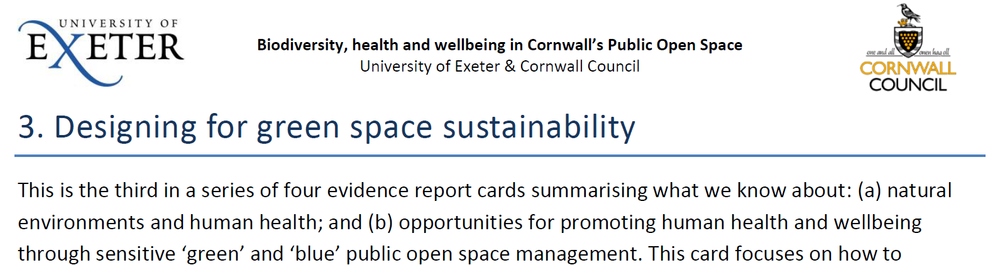 UNIVERSITY OF
EXETER
Biodiversity, health and wellbeing in Cornwall's Public Open Space
University of Exeter & Cornwall Council
one and all onen hag oll
CORNWALL
COUNCIL
3. Designing for green space sustainability
This is the third in a series of four evidence report cards summarising what we know about: (a) natural
environments and human health; and (b) opportunities for promoting human health and wellbeing
through sensitive ‘green’ and ‘blue’ public open space management. This card focuses on how to